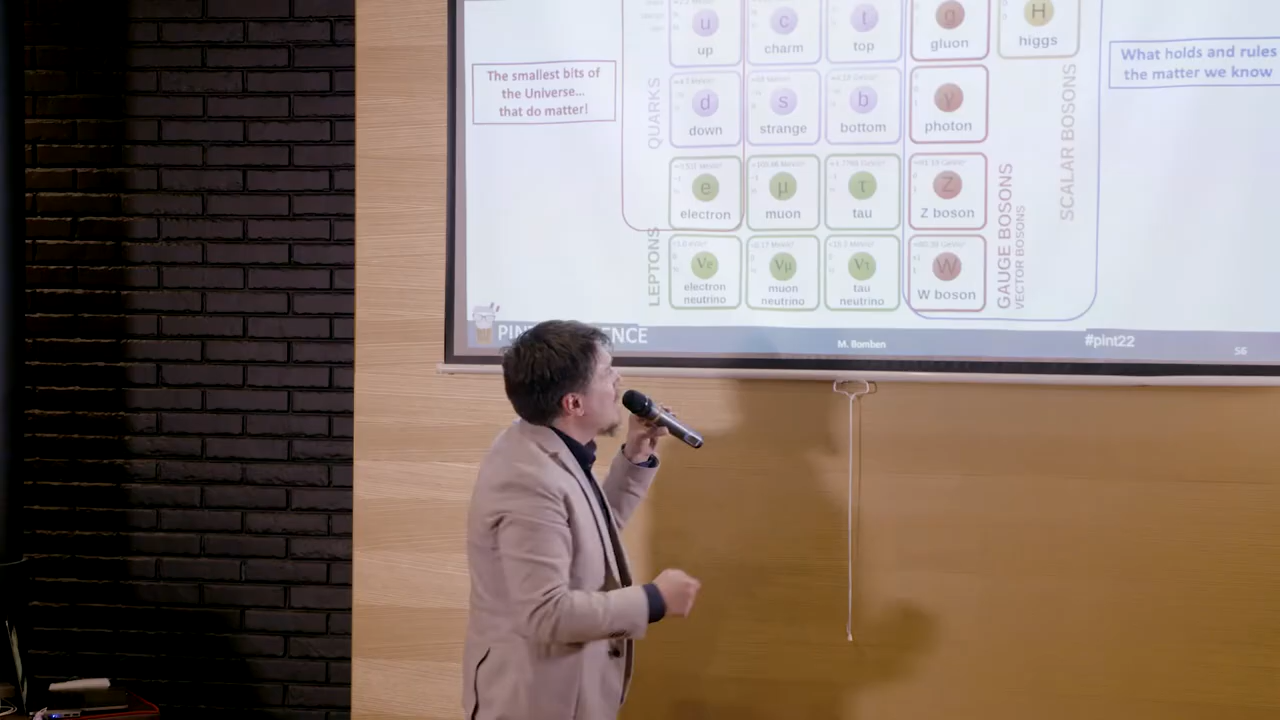 u
c
t
g
H
up
charm
top
gluon
higgs
The smallest bits of
the Universe...
that do matter!
What holds and rules
the matter we know
QUARKS
d
s
b
γ
down
strange
bottom
photon
SCALAR BOSONS
e
μ
τ
Z
electron
muon
tau
Z boson
LEPTONS
νe
νμ
ντ
W
electron
neutrino
muon
neutrino
tau
neutrino
W boson
GAUGE BOSONS
VECTOR BOSONS
M. Bomben
#pint22
56